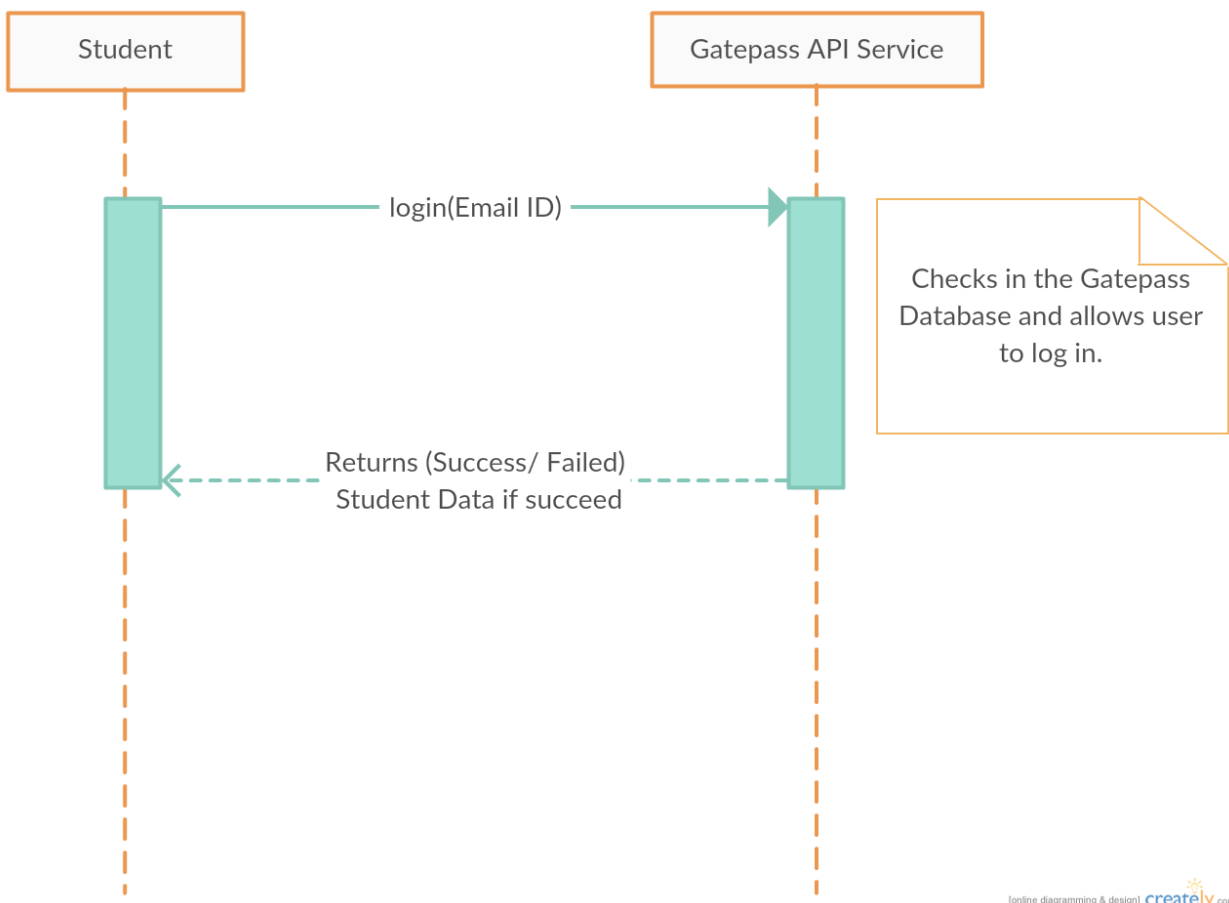 Student
Gatepass API Service
login(Email ID)
Checks in the Gatepass
Database and allows user
to log in.
Returns (Success/ Failed)
Student Data if succeed
[online diagramming & design] creately.co